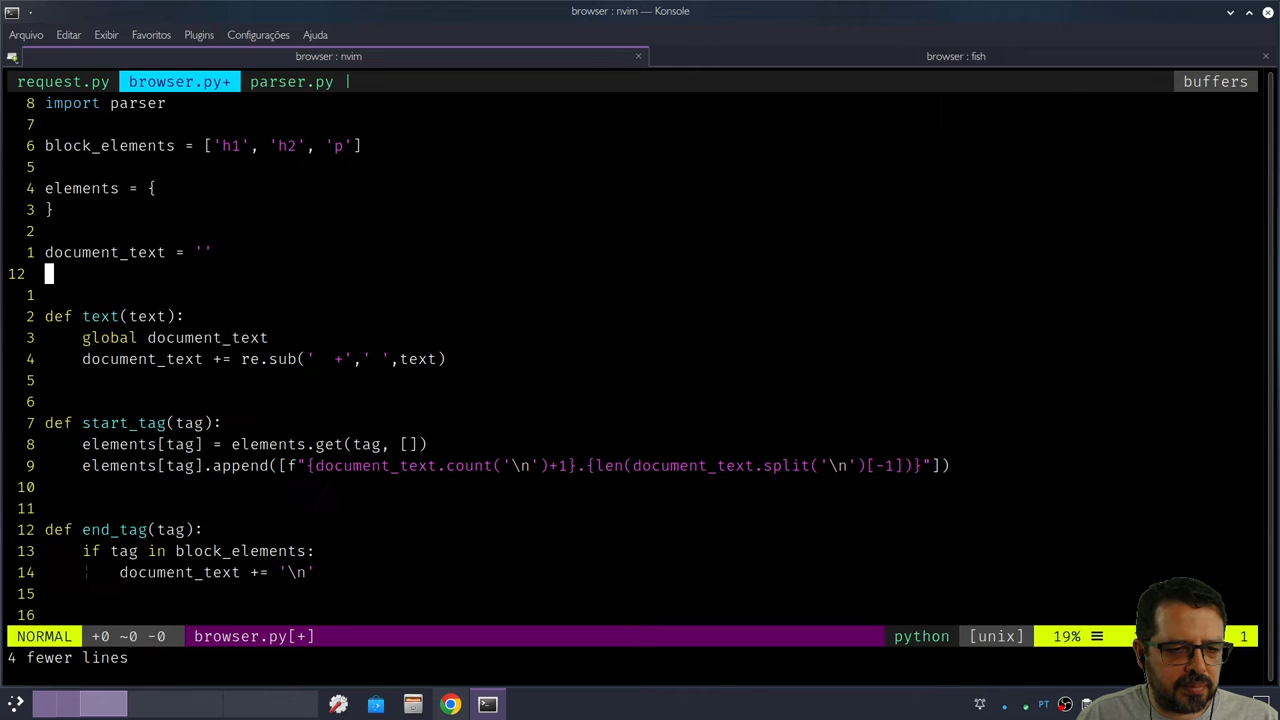 browser : nvim — Konsole
Arquivo Editar Exibir Favoritos Plugins Configurações Ajuda
browser : nvim × browser : fish ×
request.py browser.py+ parser.py | buffers
8 import parser
7
6 block_elements = ['h1', 'h2', 'p']
5
4 elements = {
3 }
2
1 document_text = ''
12
1
2 def text(text):
3 global document_text
4 document_text += re.sub('  +',' ',text)
5
6
7 def start_tag(tag):
8 elements[tag] = elements.get(tag, [])
9 elements[tag].append([f"{document_text.count('\n')+1}.{len(document_text.split('\n')[-1])}"])
10
11
12 def end_tag(tag):
13 if tag in block_elements:
14 ¦ document_text += '\n'
15
16
NORMAL +0 ~0 -0 browser.py[+] python [unix] 19% ☰ 1
4 fewer lines
PT